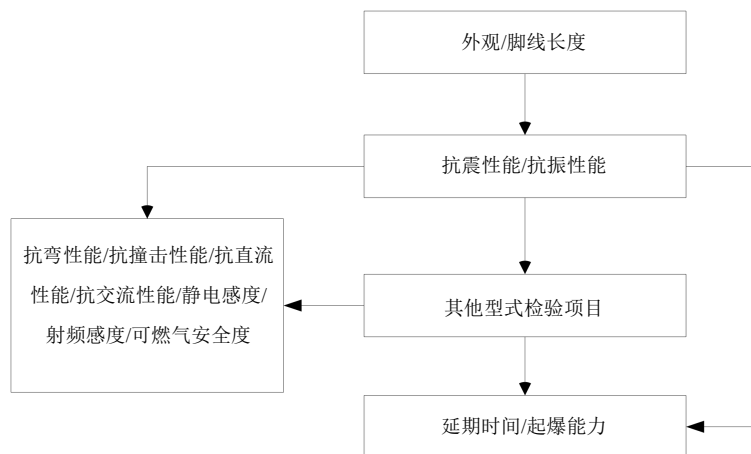 外观/脚线长度
抗震性能/抗振性能
抗弯性能/抗撞击性能/抗直流
性能/抗交流性能/静电感度/
射频感度/可燃气安全度
其他型式检验项目
延期时间/起爆能力